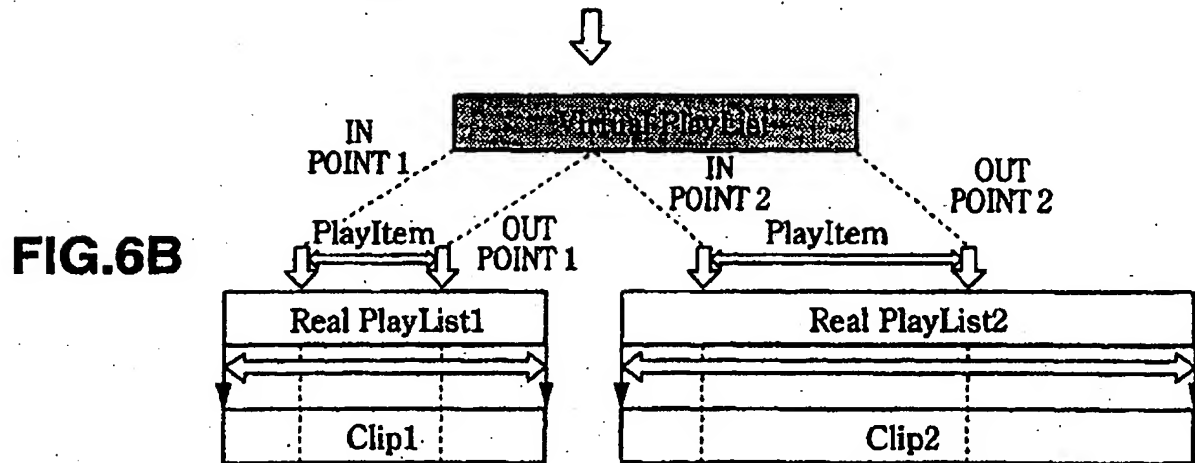 Virtual PlayList
IN
POINT 1
IN
POINT 2
OUT
POINT 2
FIG.6B
PlayItem
OUT
POINT 1
PlayItem
Real PlayList1
Real PlayList2
Clip1
Clip2